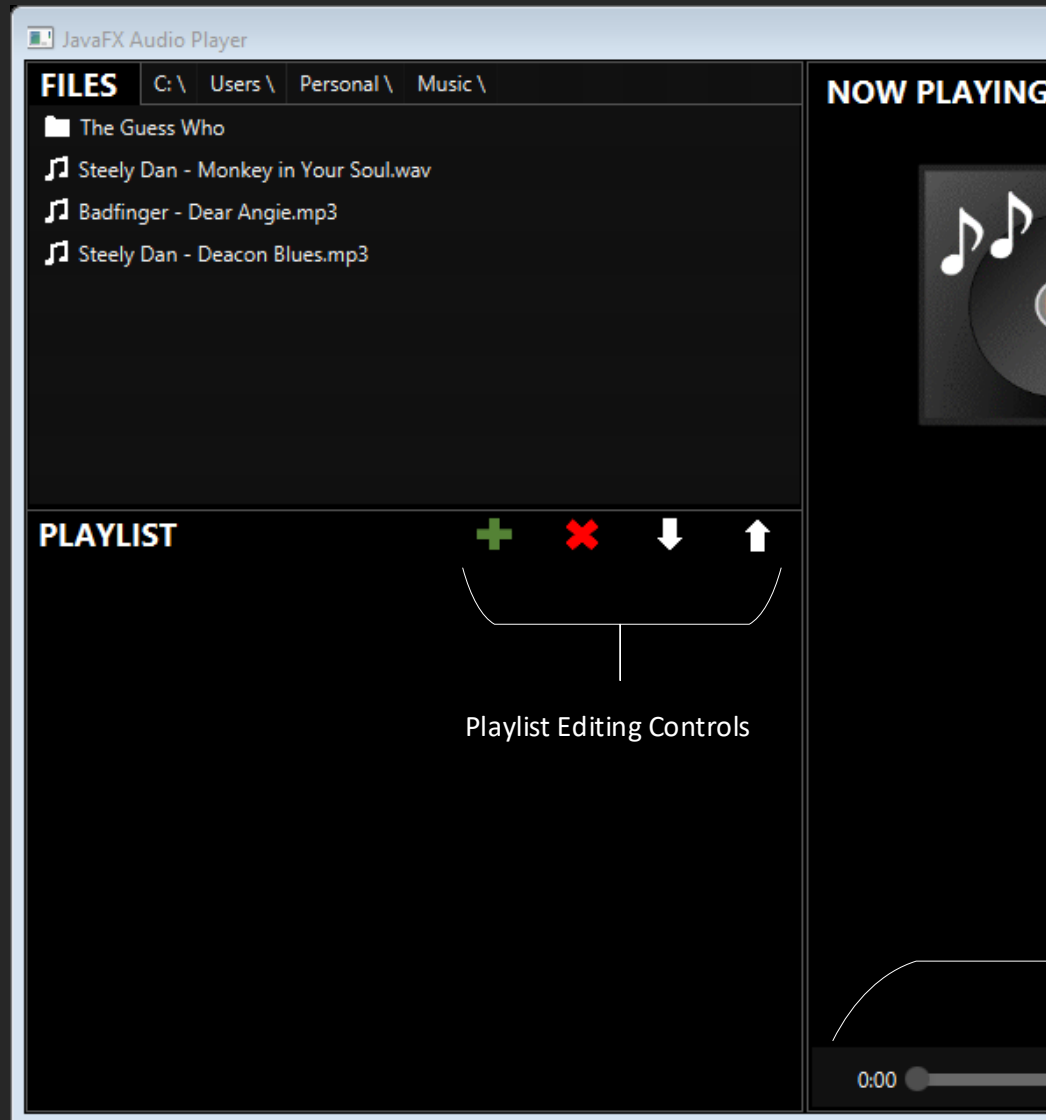 JavaFX Audio Player
FILES C: \ Users \ Personal \ Music \
The Guess Who
Steely Dan - Monkey in Your Soul.wav
Badfinger - Dear Angie.mp3
Steely Dan - Deacon Blues.mp3
PLAYLIST
Playlist Editing Controls
NOW PLAYING
0:00